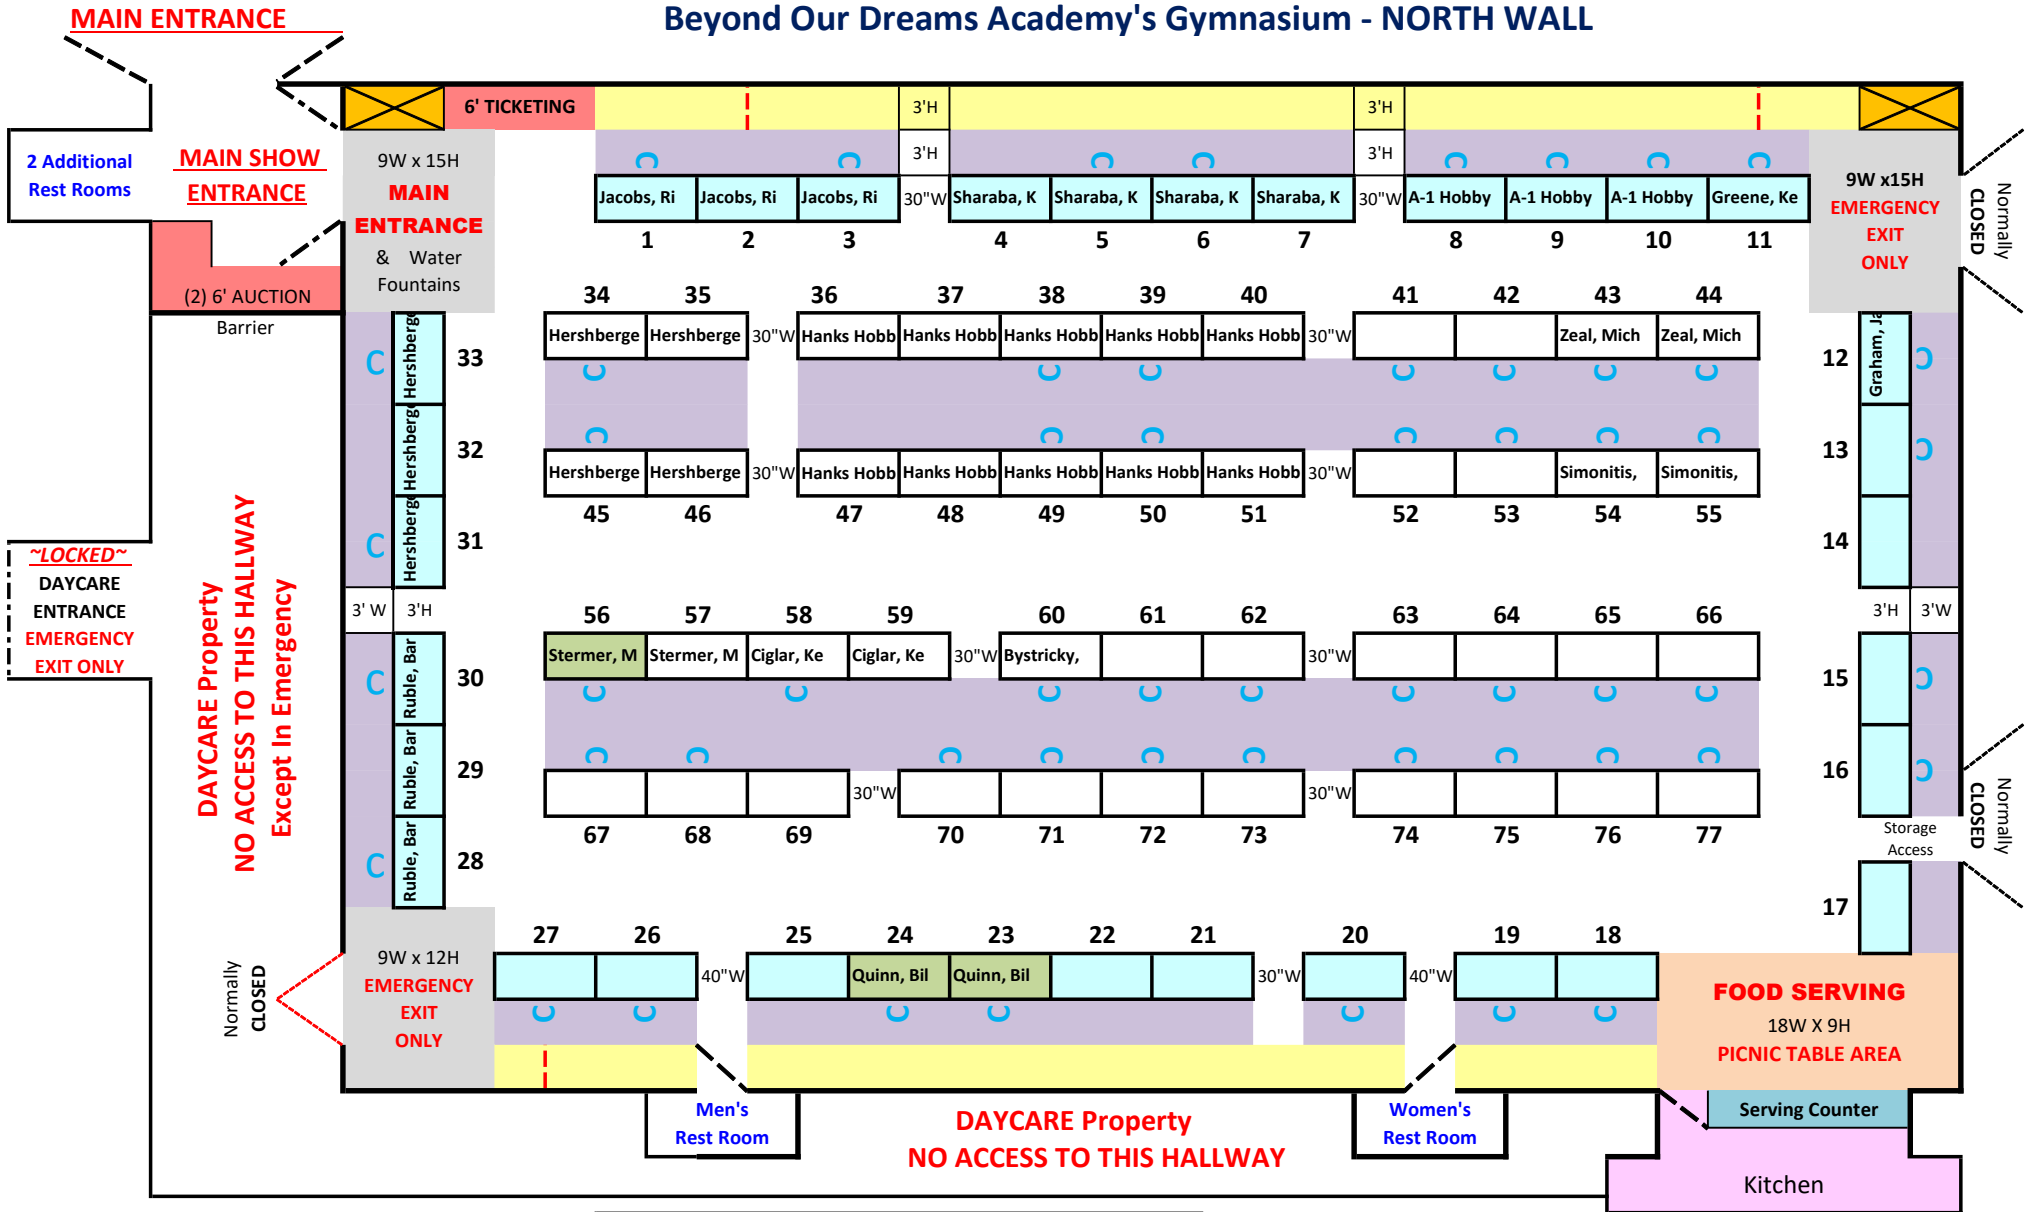 MAIN ENTRANCE
Beyond Our Dreams Academy's Gymnasium - NORTH WALL
6' TICKETING
3'H
3'H
2 Additional
Rest Rooms
MAIN SHOW
ENTRANCE
9W x 15H
MAIN
ENTRANCE
& Water
Fountains
3'H
3'H
C C C C C C C C
Jacobs, Ri Jacobs, Ri Jacobs, Ri 30"W Sharaba, K Sharaba, K Sharaba, K Sharaba, K 30"W A-1 Hobby A-1 Hobby A-1 Hobby Greene, Ke
1 2 3 4 5 6 7 8 9 10 11
9W x15H
EMERGENCY
EXIT
ONLY
Normally
CLOSED
(2) 6' AUCTION
Barrier
34 35 36 37 38 39 40 41 42 43 44
Hershberge Hershberge 30"W Hanks Hobb Hanks Hobb Hanks Hobb Hanks Hobb Hanks Hobb 30"W Zeal, Mich Zeal, Mich
C C C C C C C
C C C C C C C
Hershberge Hershberge 30"W Hanks Hobb Hanks Hobb Hanks Hobb Hanks Hobb Hanks Hobb 30"W Simonitis, Simonitis,
45 46 47 48 49 50 51 52 53 54 55
C Hershberge 33
Hershberge 32
C Hershberge 31
3' W 3'H
C Ruble, Bar 30
Ruble, Bar 29
C Ruble, Bar 28
12 Graham, Ja C
13 C
14
3'H 3'W
15 C
16 C
Storage
Access
17
Normally
CLOSED
~LOCKED~
DAYCARE
ENTRANCE
EMERGENCY
EXIT ONLY
DAYCARE Property
NO ACCESS TO THIS HALLWAY
Except In Emergency
56 57 58 59 60 61 62 63 64 65 66
Stermer, M Stermer, M Ciglar, Ke Ciglar, Ke 30"W Bystricky, 30"W
C C C C C C C C C
C C C C C C C C C C
30"W 30"W
67 68 69 70 71 72 73 74 75 76 77
Normally
CLOSED
9W x 12H
EMERGENCY
EXIT
ONLY
27 26 25 24 23 22 21 20 19 18
40"W Quinn, Bil Quinn, Bil 30"W 40"W
C C C C C C C
FOOD SERVING
18W X 9H
PICNIC TABLE AREA
Men's
Rest Room
DAYCARE Property
NO ACCESS TO THIS HALLWAY
Women's
Rest Room
Serving Counter
Kitchen